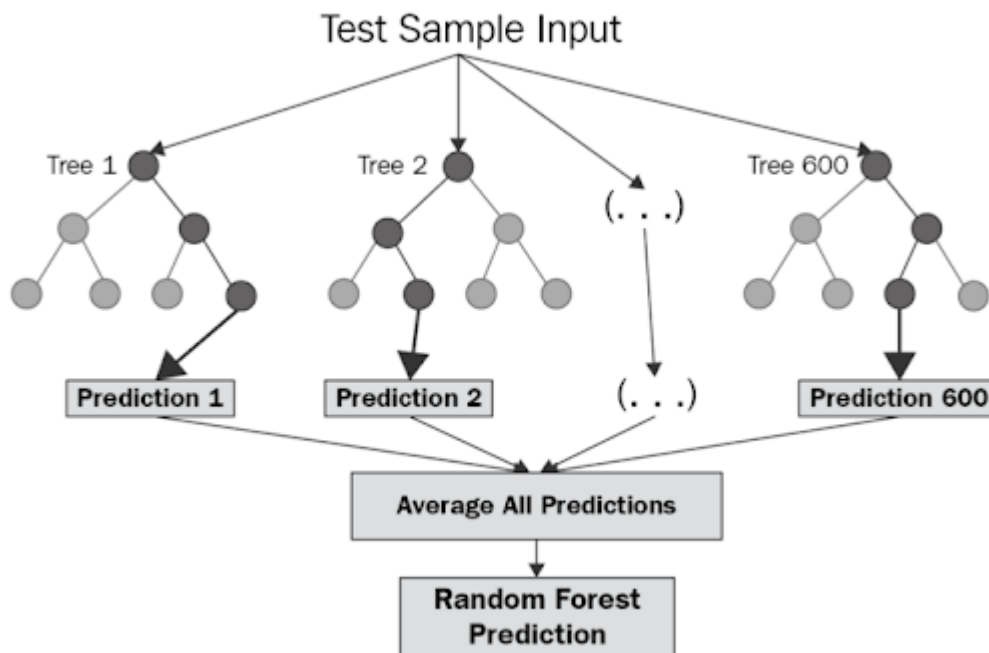 Test Sample Input
Tree 1
Tree 2
Tree 600
(. . .)
Prediction 1
Prediction 2
(. . .)
Prediction 600
Average All Predictions
Random Forest
Prediction